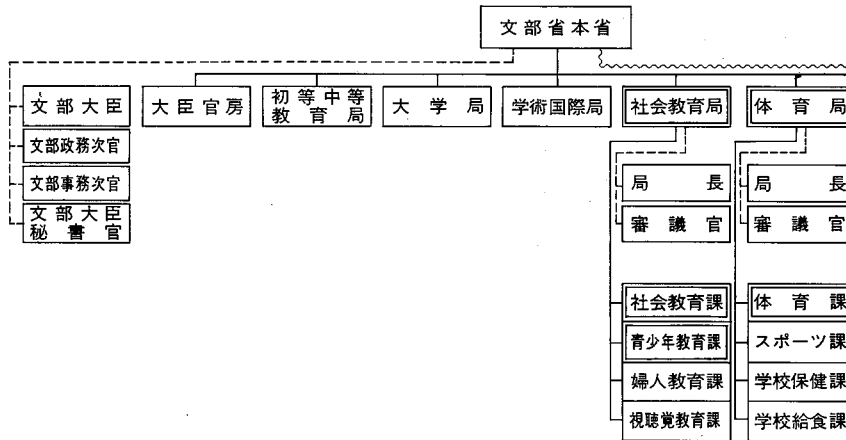 文部省本省
文部大臣
文部政務次官
文部事務次官
文部大臣
秘書官
大臣官房
初等中等
教育局
大学局
学術国際局
社会教育局
局長
審議官
社会教育課
青少年教育課
婦人教育課
視聴覚教育課
体育局
局長
審議官
体育課
スポーツ課
学校保健課
学校給食課